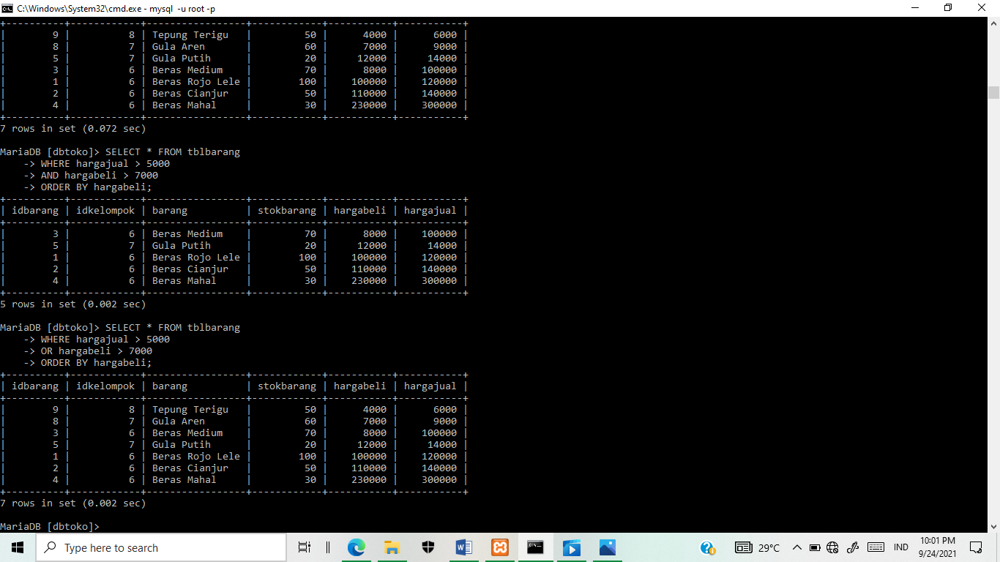 C:\Windows\System32\cmd.exe - mysql  -u root -p
+----------+------------+-----------------+------------+-----------+-----------+
|        9 |          8 | Tepung Terigu   |         50 |      4000 |      6000 |
|        8 |          7 | Gula Aren       |         60 |      7000 |      9000 |
|        5 |          7 | Gula Putih      |         20 |     12000 |     14000 |
|        3 |          6 | Beras Medium    |         70 |      8000 |    100000 |
|        1 |          6 | Beras Rojo Lele |        100 |    100000 |    120000 |
|        2 |          6 | Beras Cianjur   |         50 |    110000 |    140000 |
|        4 |          6 | Beras Mahal     |         30 |    230000 |    300000 |
+----------+------------+-----------------+------------+-----------+-----------+
7 rows in set (0.072 sec)
MariaDB [dbtoko]> SELECT * FROM tblbarang
    -> WHERE hargajual > 5000
    -> AND hargabeli > 7000
    -> ORDER BY hargabeli;
+----------+------------+-----------------+------------+-----------+-----------+
| idbarang | idkelompok | barang          | stokbarang | hargabeli | hargajual |
+----------+------------+-----------------+------------+-----------+-----------+
|        3 |          6 | Beras Medium    |         70 |      8000 |    100000 |
|        5 |          7 | Gula Putih      |         20 |     12000 |     14000 |
|        1 |          6 | Beras Rojo Lele |        100 |    100000 |    120000 |
|        2 |          6 | Beras Cianjur   |         50 |    110000 |    140000 |
|        4 |          6 | Beras Mahal     |         30 |    230000 |    300000 |
+----------+------------+-----------------+------------+-----------+-----------+
5 rows in set (0.002 sec)
MariaDB [dbtoko]> SELECT * FROM tblbarang
    -> WHERE hargajual > 5000
    -> OR hargabeli > 7000
    -> ORDER BY hargabeli;
+----------+------------+-----------------+------------+-----------+-----------+
| idbarang | idkelompok | barang          | stokbarang | hargabeli | hargajual |
+----------+------------+-----------------+------------+-----------+-----------+
|        9 |          8 | Tepung Terigu   |         50 |      4000 |      6000 |
|        8 |          7 | Gula Aren       |         60 |      7000 |      9000 |
|        3 |          6 | Beras Medium    |         70 |      8000 |    100000 |
|        5 |          7 | Gula Putih      |         20 |     12000 |     14000 |
|        1 |          6 | Beras Rojo Lele |        100 |    100000 |    120000 |
|        2 |          6 | Beras Cianjur   |         50 |    110000 |    140000 |
|        4 |          6 | Beras Mahal     |         30 |    230000 |    300000 |
+----------+------------+-----------------+------------+-----------+-----------+
7 rows in set (0.002 sec)
MariaDB [dbtoko]>
Type here to search
29°C
IND
10:01 PM
9/24/2021